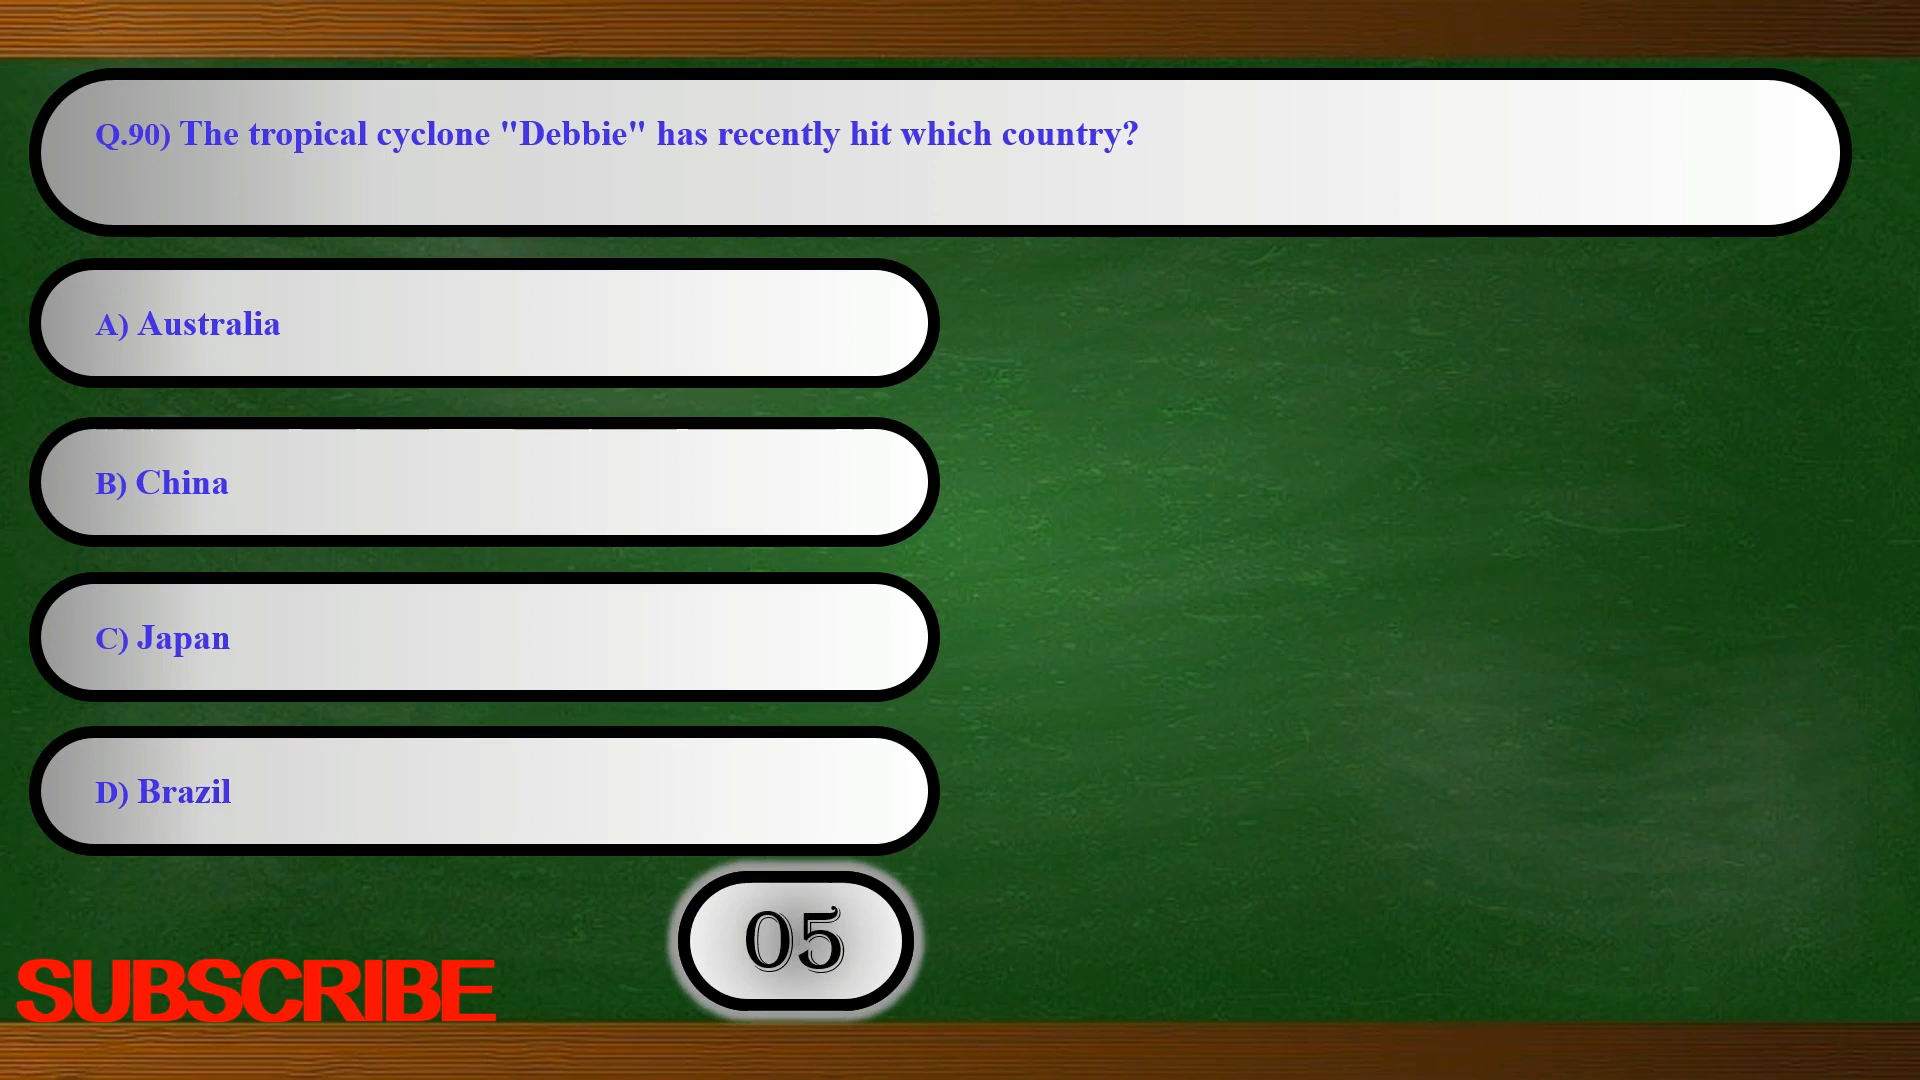 Q.90) The tropical cyclone "Debbie" has recently hit which country?
A) Australia
B) China
C) Japan
D) Brazil
05
SUBSCRIBE